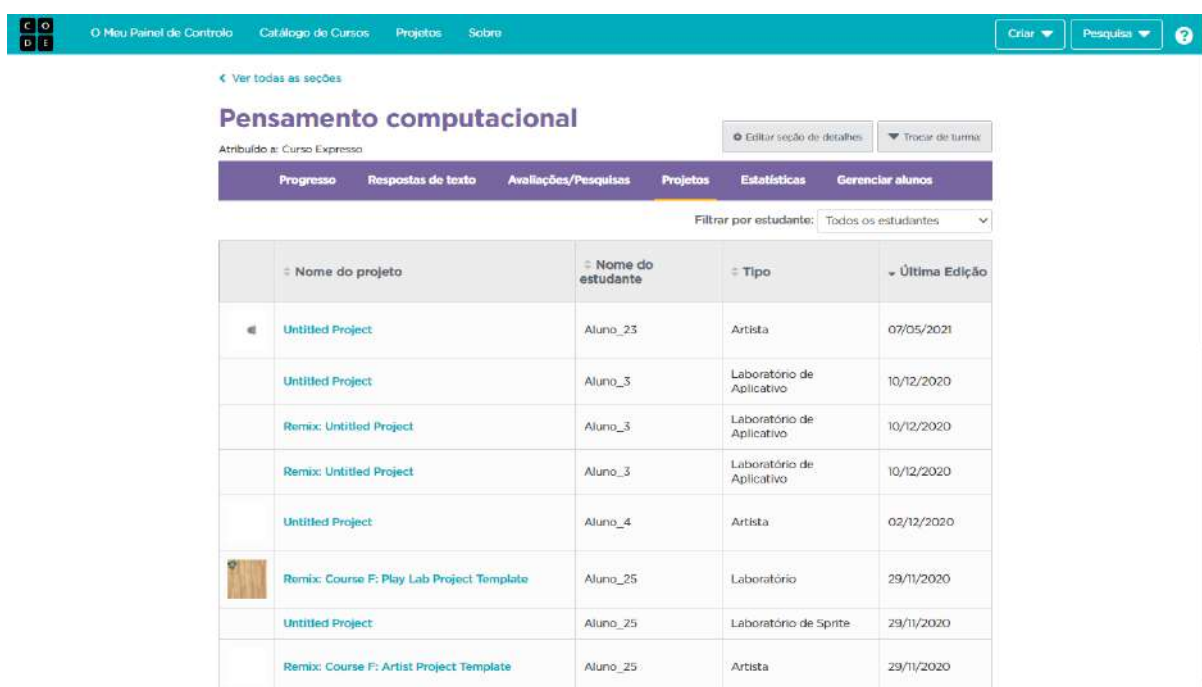 C O
D E
O Meu Painel de Controlo Catálogo de Cursos Projetos Sobre Criar Pesquisa ?
Ver todas as seções
Pensamento computacional
Editar seção de detalhes Trocar de turma:
Atribuído a: Curso Expresso
Progresso Respostas de texto Avaliações/Pesquisas Projetos Estatísticas Gerenciar alunos
Filtrar por estudante: Todos os estudantes
Nome do projeto Nome do estudante Tipo Última Edição
Untitled Project Aluno_23 Artista 07/05/2021
Untitled Project Aluno_3 Laboratório de Aplicativo 10/12/2020
Remix: Untitled Project Aluno_3 Laboratório de Aplicativo 10/12/2020
Remix: Untitled Project Aluno_3 Laboratório de Aplicativo 10/12/2020
Untitled Project Aluno_4 Artista 02/12/2020
Remix: Course F: Play Lab Project Template Aluno_25 Laboratório 29/11/2020
Untitled Project Aluno_25 Laboratório de Sprite 29/11/2020
Remix: Course F: Artist Project Template Aluno_25 Artista 29/11/2020